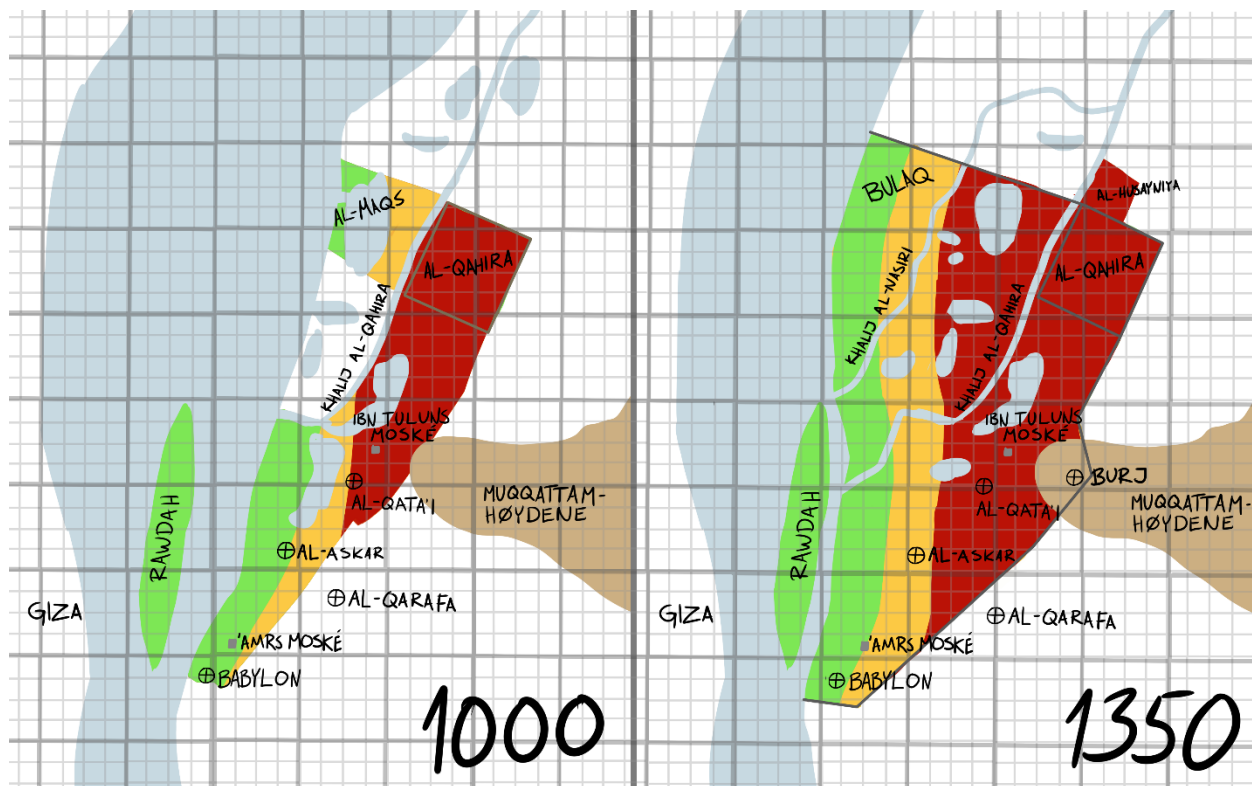 AL-MAQS
AL-QAHIRA
KHALIJ AL-QAHIRA
IBN TULUNS
MOSKÉ
AL-QATA'I
MUQQATTAM-
HØYDENE
RAWDAH
AL-ASKAR
AL-QARAFA
GIZA
'AMRS MOSKÉ
BABYLON
1000
BULAQ
AL-HUSAYNIYA
AL-QAHIRA
KHALIJ AL-NASIRI
KHALIJ AL-QAHIRA
IBN TULUNS
MOSKÉ
BURJ
AL-QATA'I
MUQQATTAM-
HØYDENE
RAWDAH
AL-ASKAR
AL-QARAFA
GIZA
'AMRS MOSKÉ
BABYLON
1350